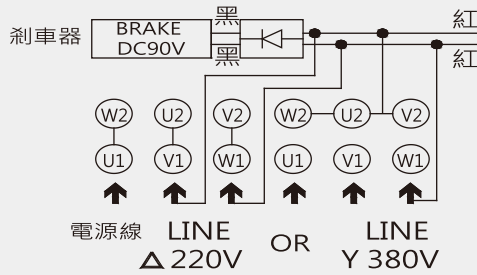 黑 紅
剎車器 BRAKE
DC90V
黑 紅
W2 U2 V2 W2 U2 V2
U1 V1 W1 U1 V1 W1
電源線 LINE OR LINE
Δ 220V Y 380V